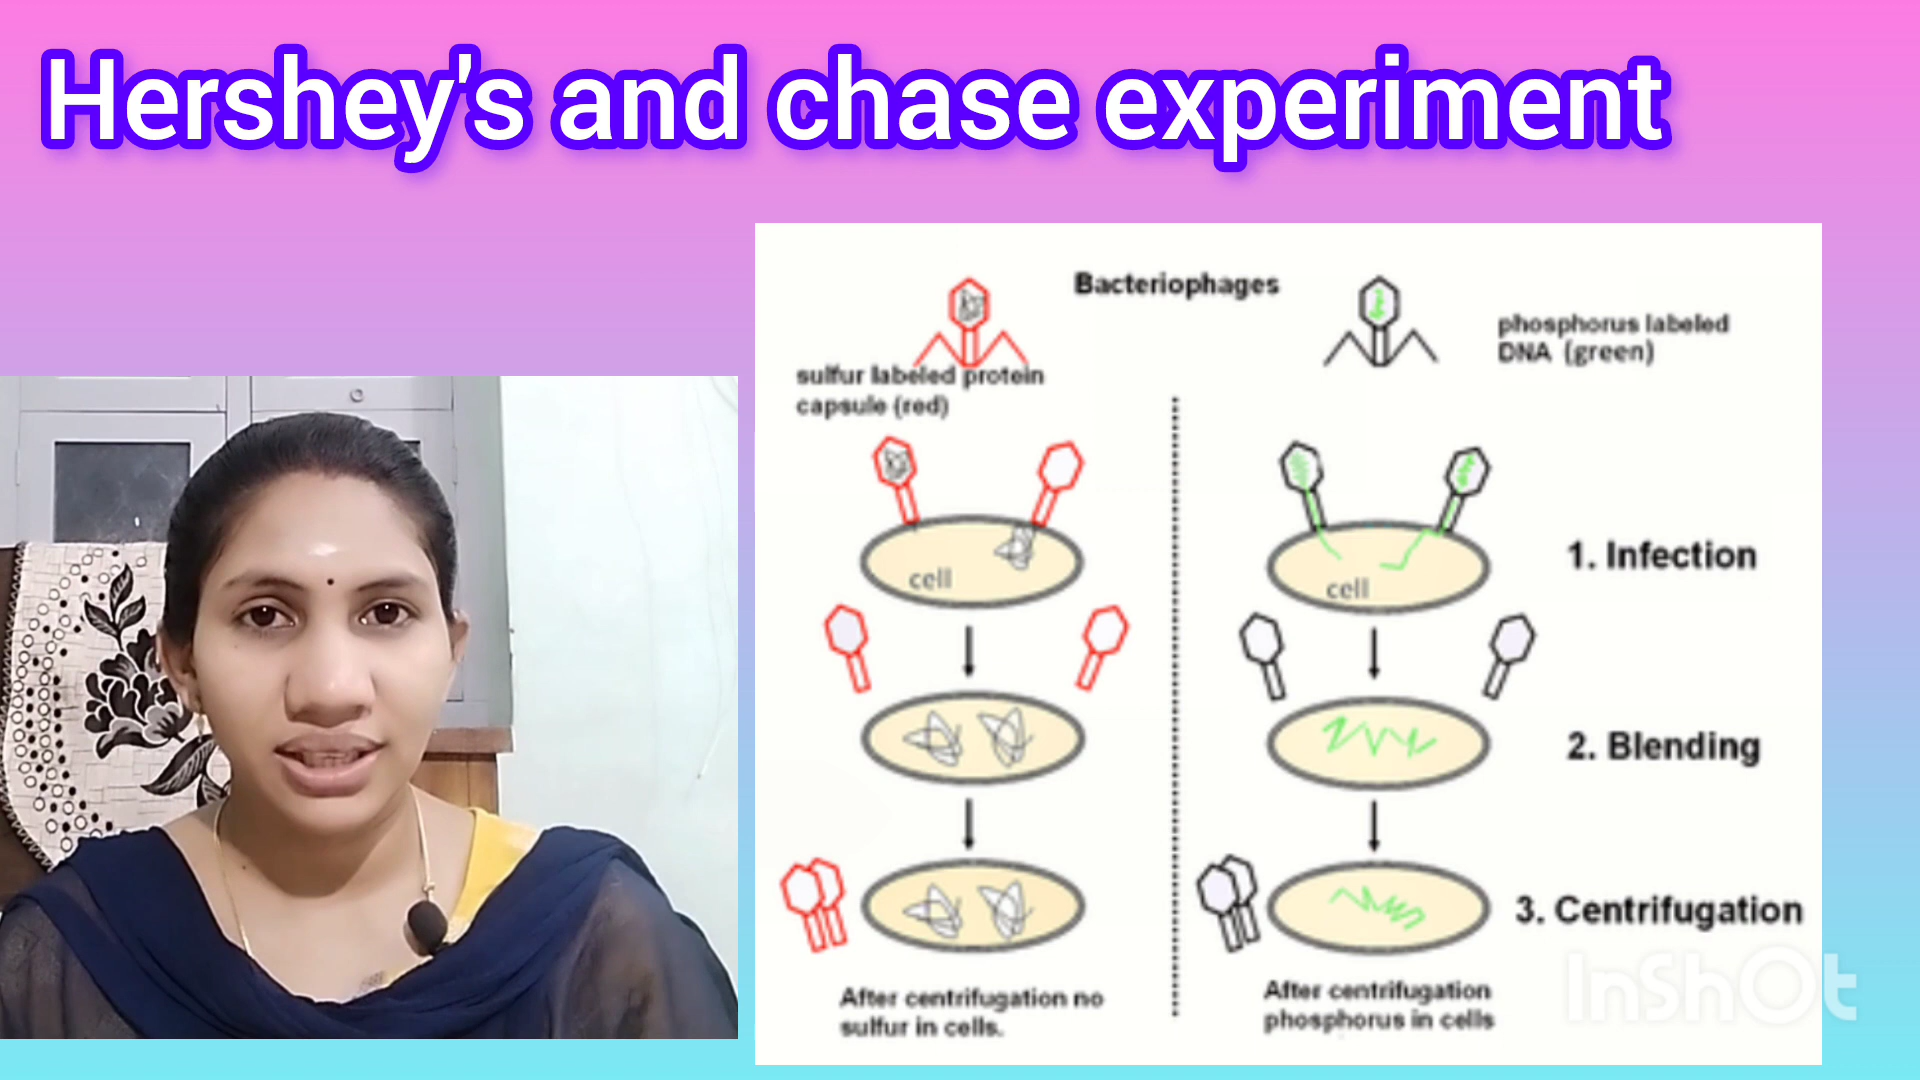 Hershey's and chase experiment
Bacteriophages
sulfur labeled protein
capsule (red)
phosphorus labeled
DNA (green)
cell
cell
1. Infection
2. Blending
3. Centrifugation
After centrifugation no
sulfur in cells.
After centrifugation
phosphorus in cells
InShOt